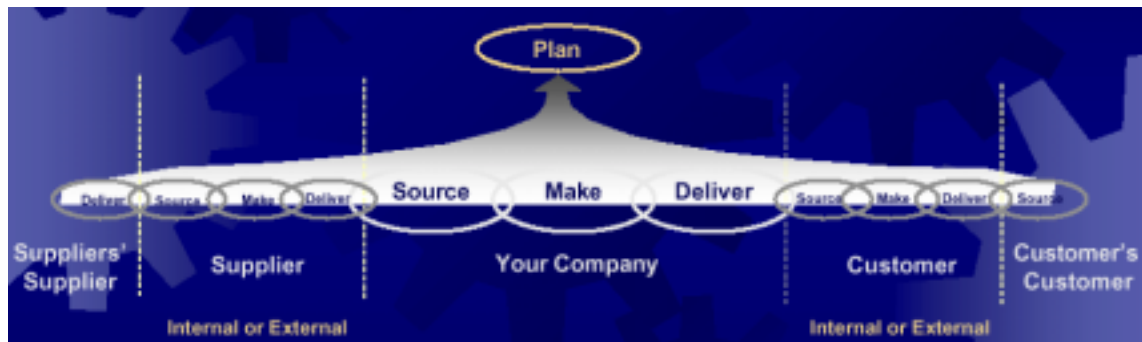 Plan
Deliver Source Make Deliver Source Make Deliver Source Make Deliver Source
Suppliers'
Supplier
Supplier
Your Company
Customer
Customer's
Customer
Internal or External
Internal or External